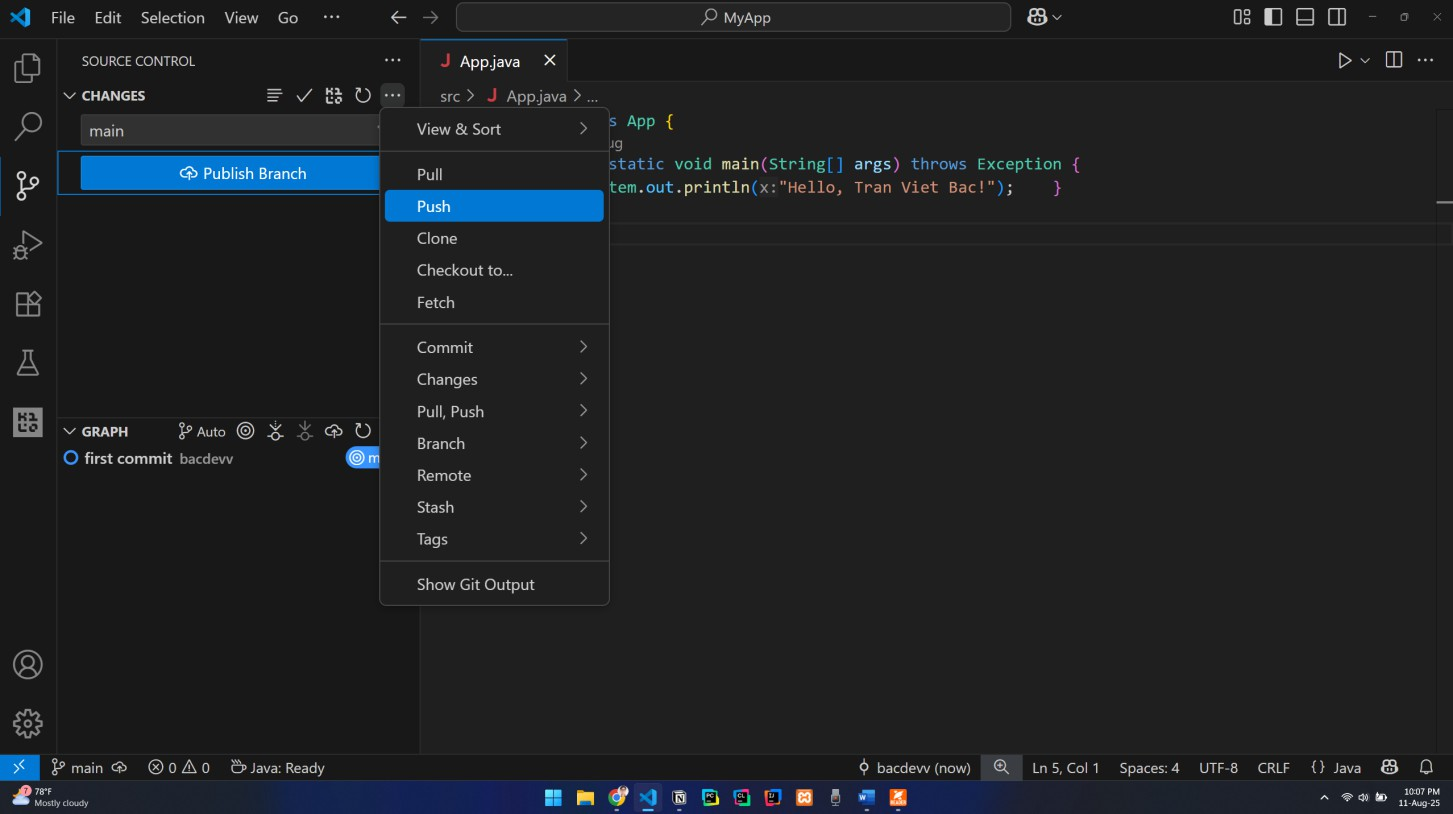 File Edit Selection View Go ··· MyApp
SOURCE CONTROL ···
CHANGES ···
main
Publish Branch
J App.java
src > J App.java > ...
s App {
ug
static void main(String[] args) throws Exception {
tem.out.println(x:"Hello, Tran Viet Bac!"); }
View & Sort
Pull
Push
Clone
Checkout to...
Fetch
Commit
Changes
Pull, Push
Branch
Remote
Stash
Tags
Show Git Output
GRAPH Auto
first commit bacdevv m
main 0 0 Java: Ready bacdevv (now) Ln 5, Col 1 Spaces: 4 UTF-8 CRLF {} Java
7 78°F
Mostly cloudy
10:07 PM
11-Aug-25